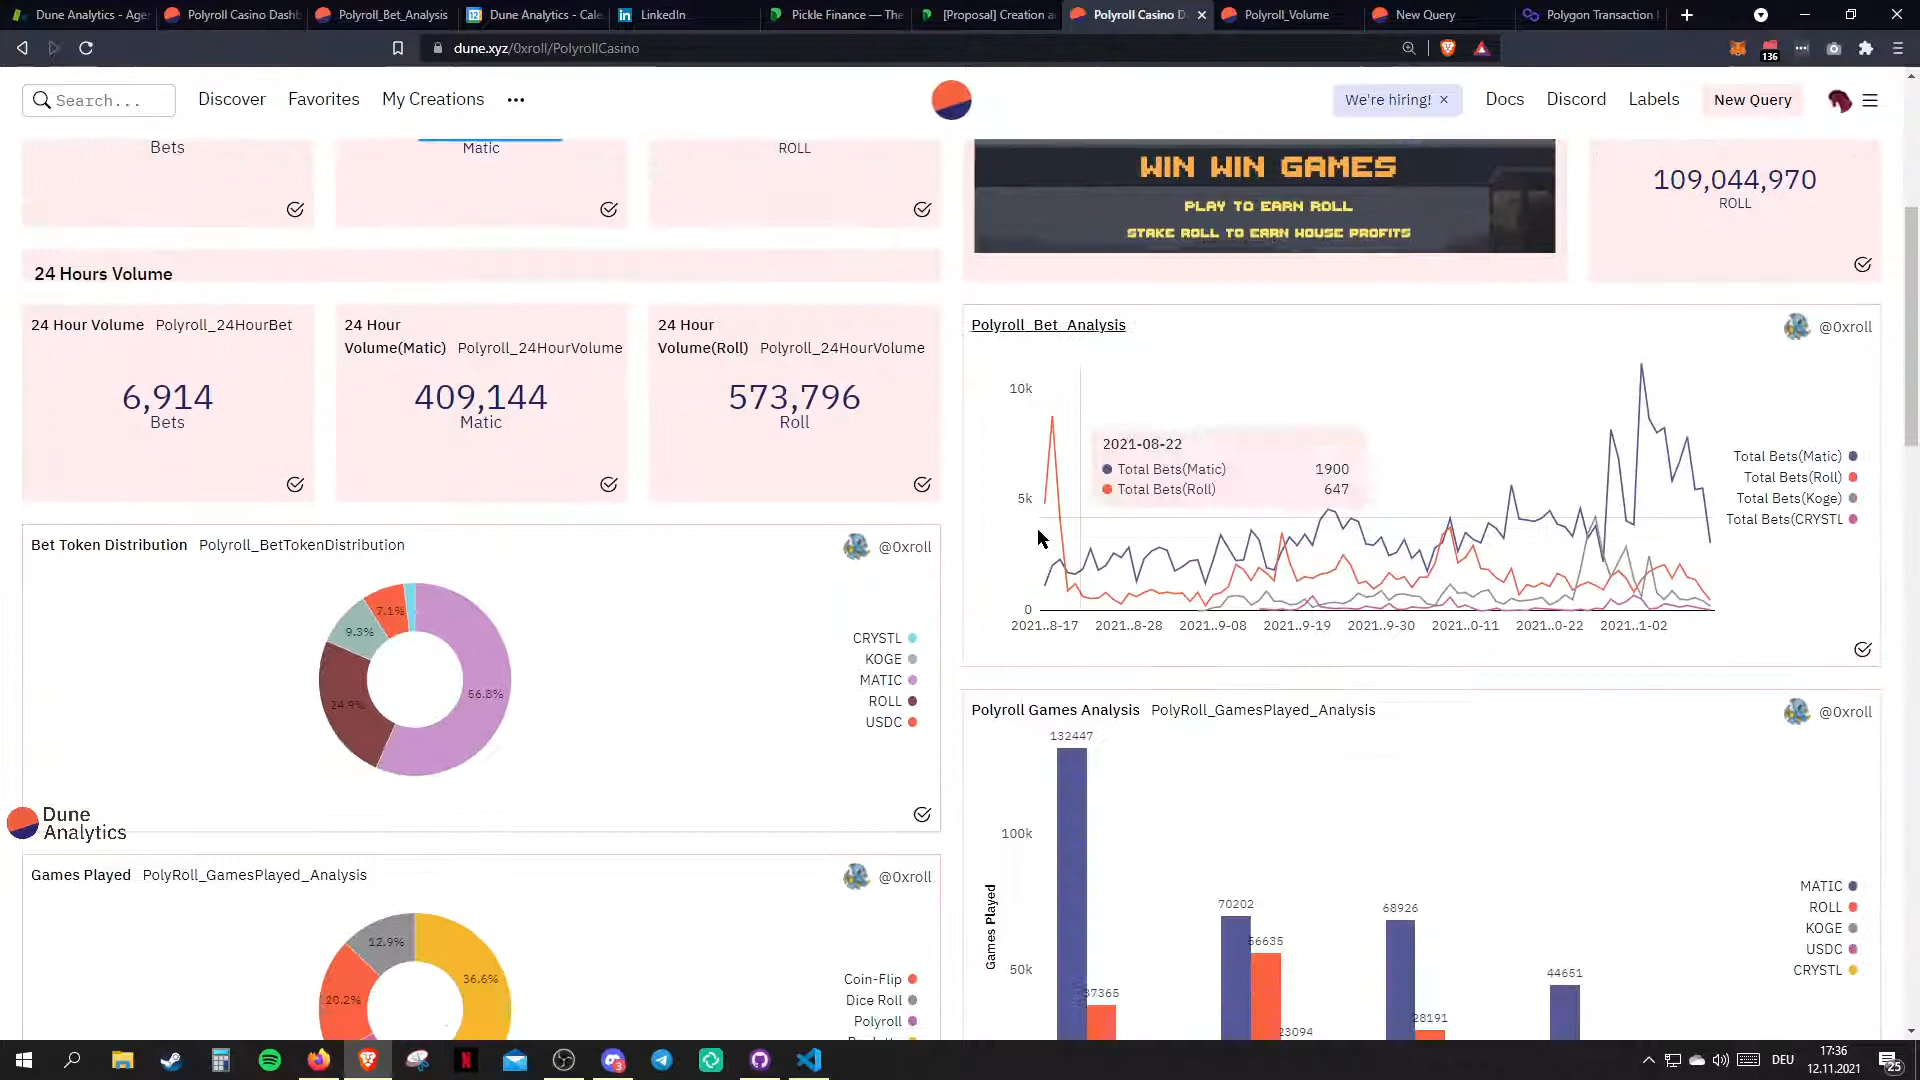 Dune Analytics - Agen
Polyroll Casino Dashb
Polyroll_Bet_Analysis
Dune Analytics - Cale
LinkedIn
Pickle Finance — The
[Proposal] Creation a
Polyroll Casino D
Polyroll_Volume
New Query
Polygon Transaction
dune.xyz/0xroll/PolyrollCasino
136
Search...
Discover
Favorites
My Creations
We're hiring! ×
Docs
Discord
Labels
New Query
Bets
Matic
ROLL
WIN WIN GAMES
PLAY TO EARN ROLL
STAKE ROLL TO EARN HOUSE PROFITS
109,044,970
ROLL
24 Hours Volume
24 Hour Volume Polyroll_24HourBet
6,914
Bets
24 Hour
Volume(Matic) Polyroll_24HourVolume
409,144
Matic
24 Hour
Volume(Roll) Polyroll_24HourVolume
573,796
Roll
Polyroll_Bet_Analysis
@0xroll
10k
5k
0
2021-08-22
Total Bets(Matic) 1900
Total Bets(Roll) 647
Total Bets(Matic)
Total Bets(Roll)
Total Bets(Koge)
Total Bets(CRYSTL
2021..8-17 2021..8-28 2021..9-08 2021..9-19 2021..9-30 2021..0-11 2021..0-22 2021..1-02
Bet Token Distribution Polyroll_BetTokenDistribution
@0xroll
7.1%
9.3%
24.9%
56.8%
CRYSTL
KOGE
MATIC
ROLL
USDC
Dune
Analytics
Polyroll Games Analysis PolyRoll_GamesPlayed_Analysis
@0xroll
132447
100k
50k
Games Played
37365
70202
56635
23094
68926
28191
44651
MATIC
ROLL
KOGE
USDC
CRYSTL
Games Played PolyRoll_GamesPlayed_Analysis
@0xroll
12.9%
36.6%
20.2%
Coin-Flip
Dice Roll
Polyroll
3
DEU
17:36
12.11.2021
25